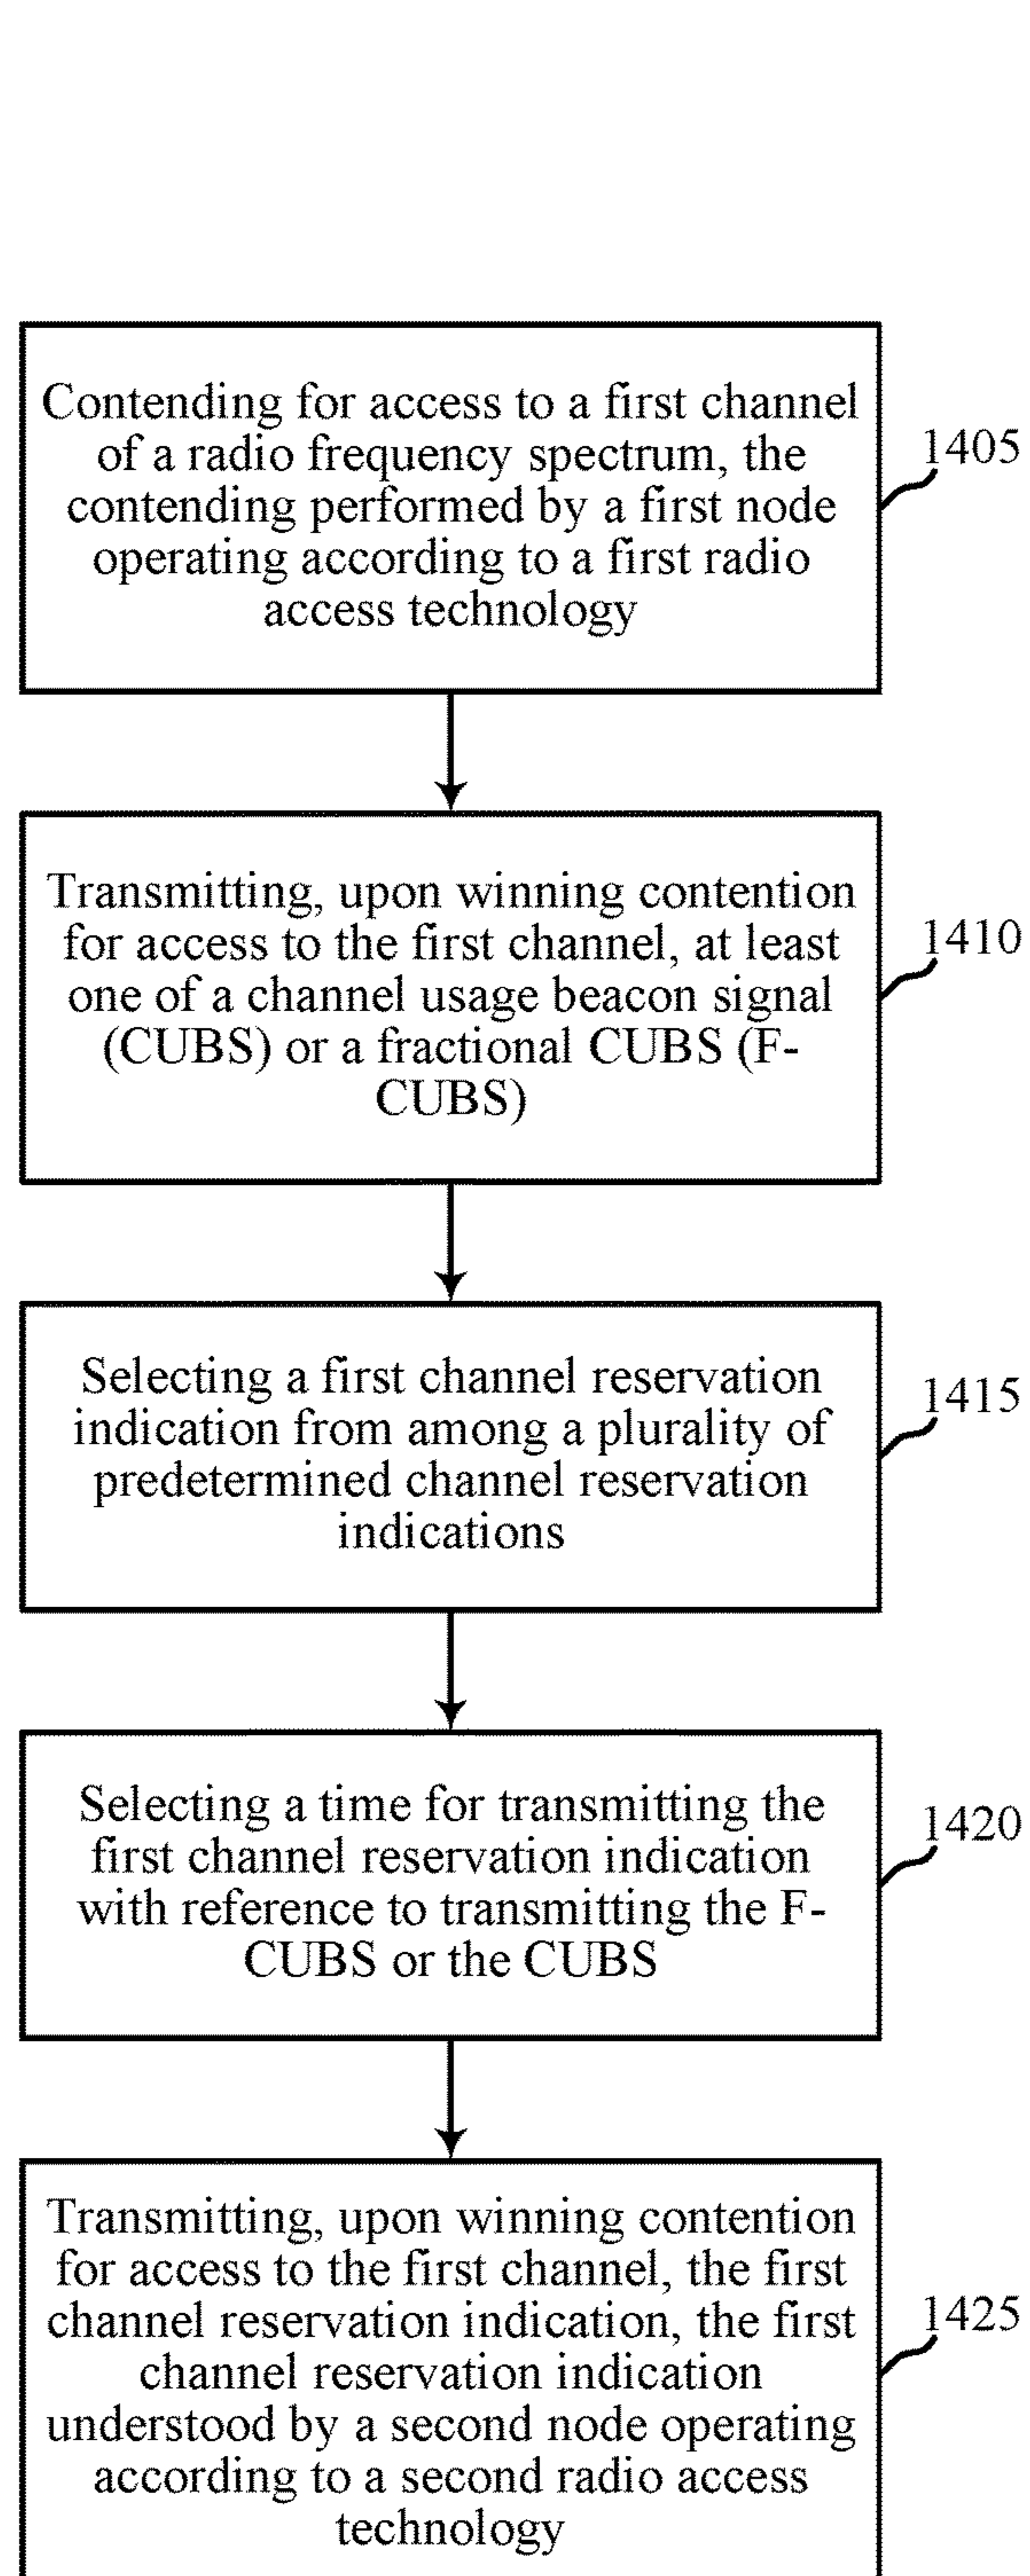 Contending for access to a first channel
of a radio frequency spectrum, the
contending performed by a first node
operating according to a first radio
access technology
1405
Transmitting, upon winning contention
for access to the first channel, at least
one of a channel usage beacon signal
(CUBS) or a fractional CUBS (F-
CUBS)
1410
Selecting a first channel reservation
indication from among a plurality of
predetermined channel reservation
indications
1415
Selecting a time for transmitting the
first channel reservation indication
with reference to transmitting the F-
CUBS or the CUBS
1420
Transmitting, upon winning contention
for access to the first channel, the first
channel reservation indication, the first
channel reservation indication
understood by a second node operating
according to a second radio access
technology
1425